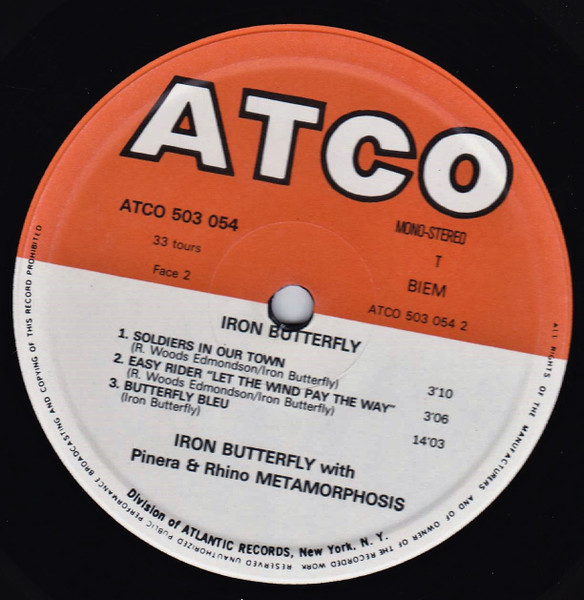 ATCO
ATCO 503 054
33 tours
Face 2
MONO-STEREO
T
BIEM
ATCO 503 054 2
IRON BUTTERFLY
1. SOLDIERS IN OUR TOWN
(R. Woods Edmondson/Iron Butterfly) 3'10
2. EASY RIDER "LET THE WIND PAY THE WAY"
(R. Woods Edmondson/Iron Butterfly) 3'06
3. BUTTERFLY BLEU 14'03
(Iron Butterfly)
IRON BUTTERFLY with
Pinera & Rhino METAMORPHOSIS
Division of ATLANTIC RECORDS, New York. N. Y.
ALL RIGHTS OF THE MANUFACTURERS AND OF OWNER OF THE RECORDED WORK RESERVED UNAUTHORIZED PUBLIC PERFORMANCE BROADCASTING AND COPYING OF THIS RECORD PROHIBITED